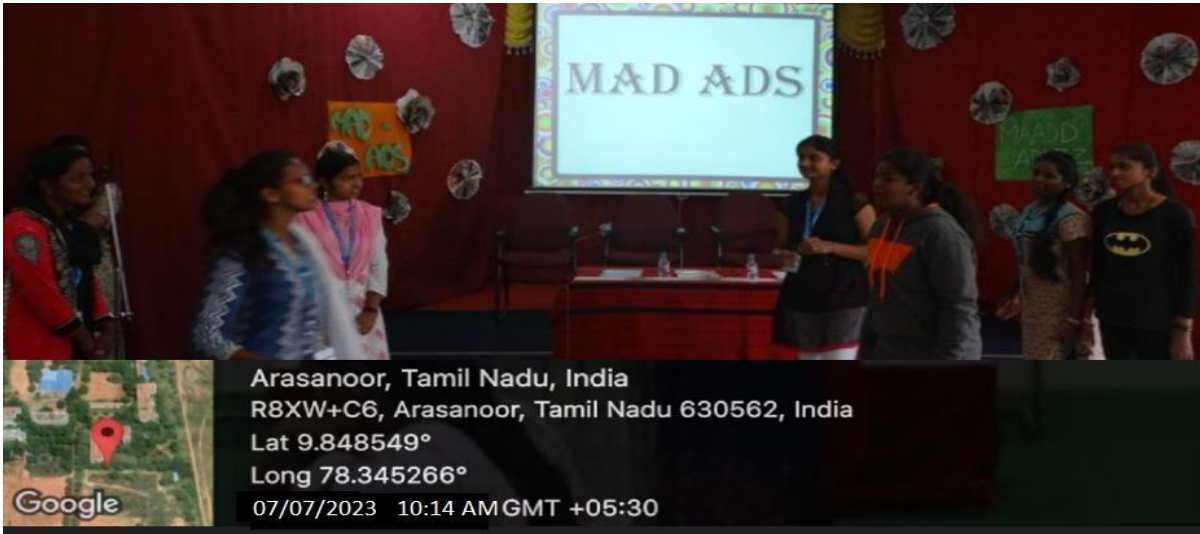 MAD ADS
MAD -
ADS
MAADD
Arasanoor, Tamil Nadu, India
R8XW+C6, Arasanoor, Tamil Nadu 630562, India
Lat 9.848549°
Long 78.345266°
07/07/2023 10:14 AM GMT +05:30
Google